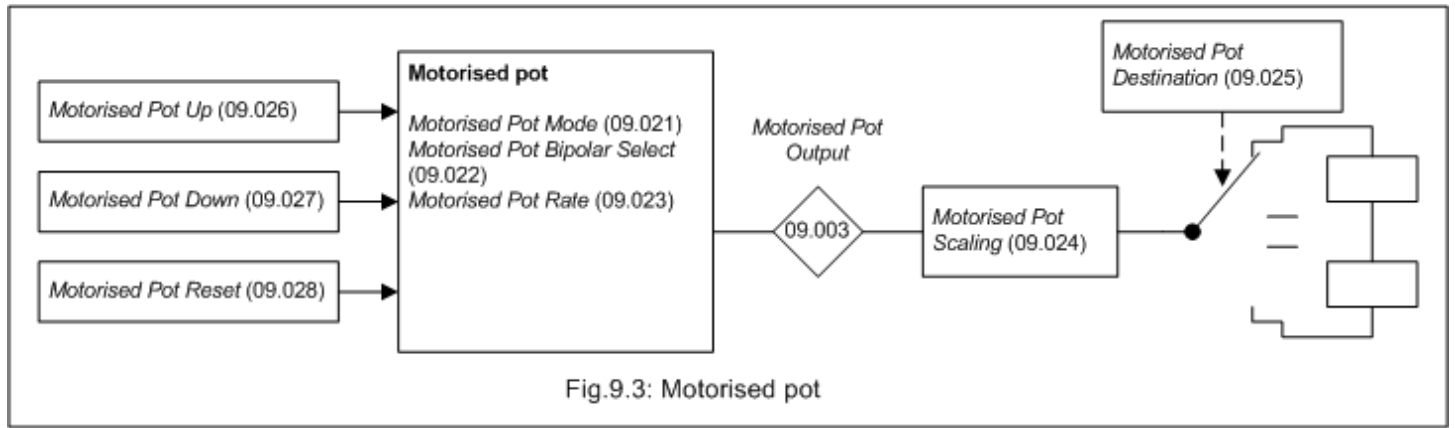 Motorised Pot Up (09.026)
Motorised Pot Down (09.027)
Motorised Pot Reset (09.028)
Motorised pot
Motorised Pot Mode (09.021)
Motorised Pot Bipolar Select
(09.022)
Motorised Pot Rate (09.023)
Motorised Pot
Output
09.003
Motorised Pot
Scaling (09.024)
Motorised Pot
Destination (09.025)
Fig.9.3: Motorised pot